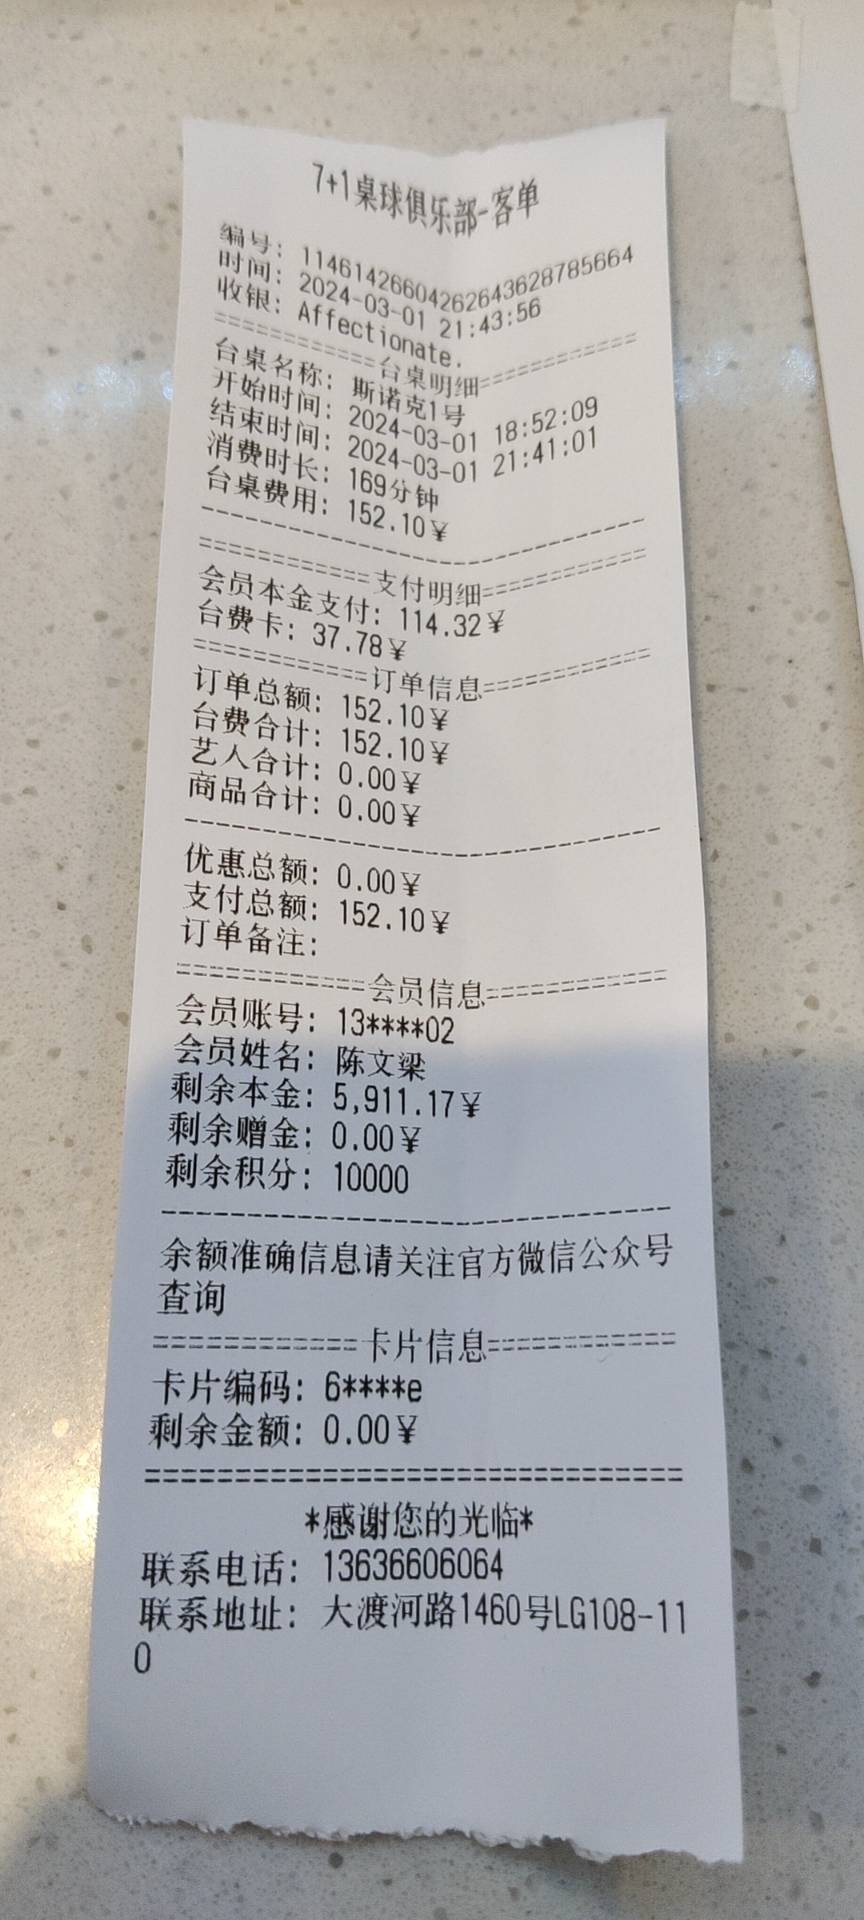 7+1桌球俱乐部-客单
编号: 1146142660426264362878​5664
时间: 2024-03-01 21:43:56
收银: Affectionate.
============台桌明细============
台桌名称: 斯诺克1号
开始时间: 2024-03-01 18:52:09
结束时间: 2024-03-01 21:41:01
消费时长: 169分钟
台桌费用: 152.10¥
--------------------------------
============支付明细============
会员本金支付: 114.32¥
台费卡: 37.78¥
============订单信息============
订单总额: 152.10¥
台费合计: 152.10¥
艺人合计: 0.00¥
商品合计: 0.00¥
--------------------------------
优惠总额: 0.00¥
支付总额: 152.10¥
订单备注:
============会员信息============
会员账号: 13****02
会员姓名: 陈文梁
剩余本金: 5,911.17¥
剩余赠金: 0.00¥
剩余积分: 10000
--------------------------------
余额准确信息请关注官方微信公众号
查询
============卡片信息============
卡片编码: 6****e
剩余金额: 0.00¥
================================
*感谢您的光临*
联系电话: 13636606064
联系地址: 大渡河路1460号LG108-11
0